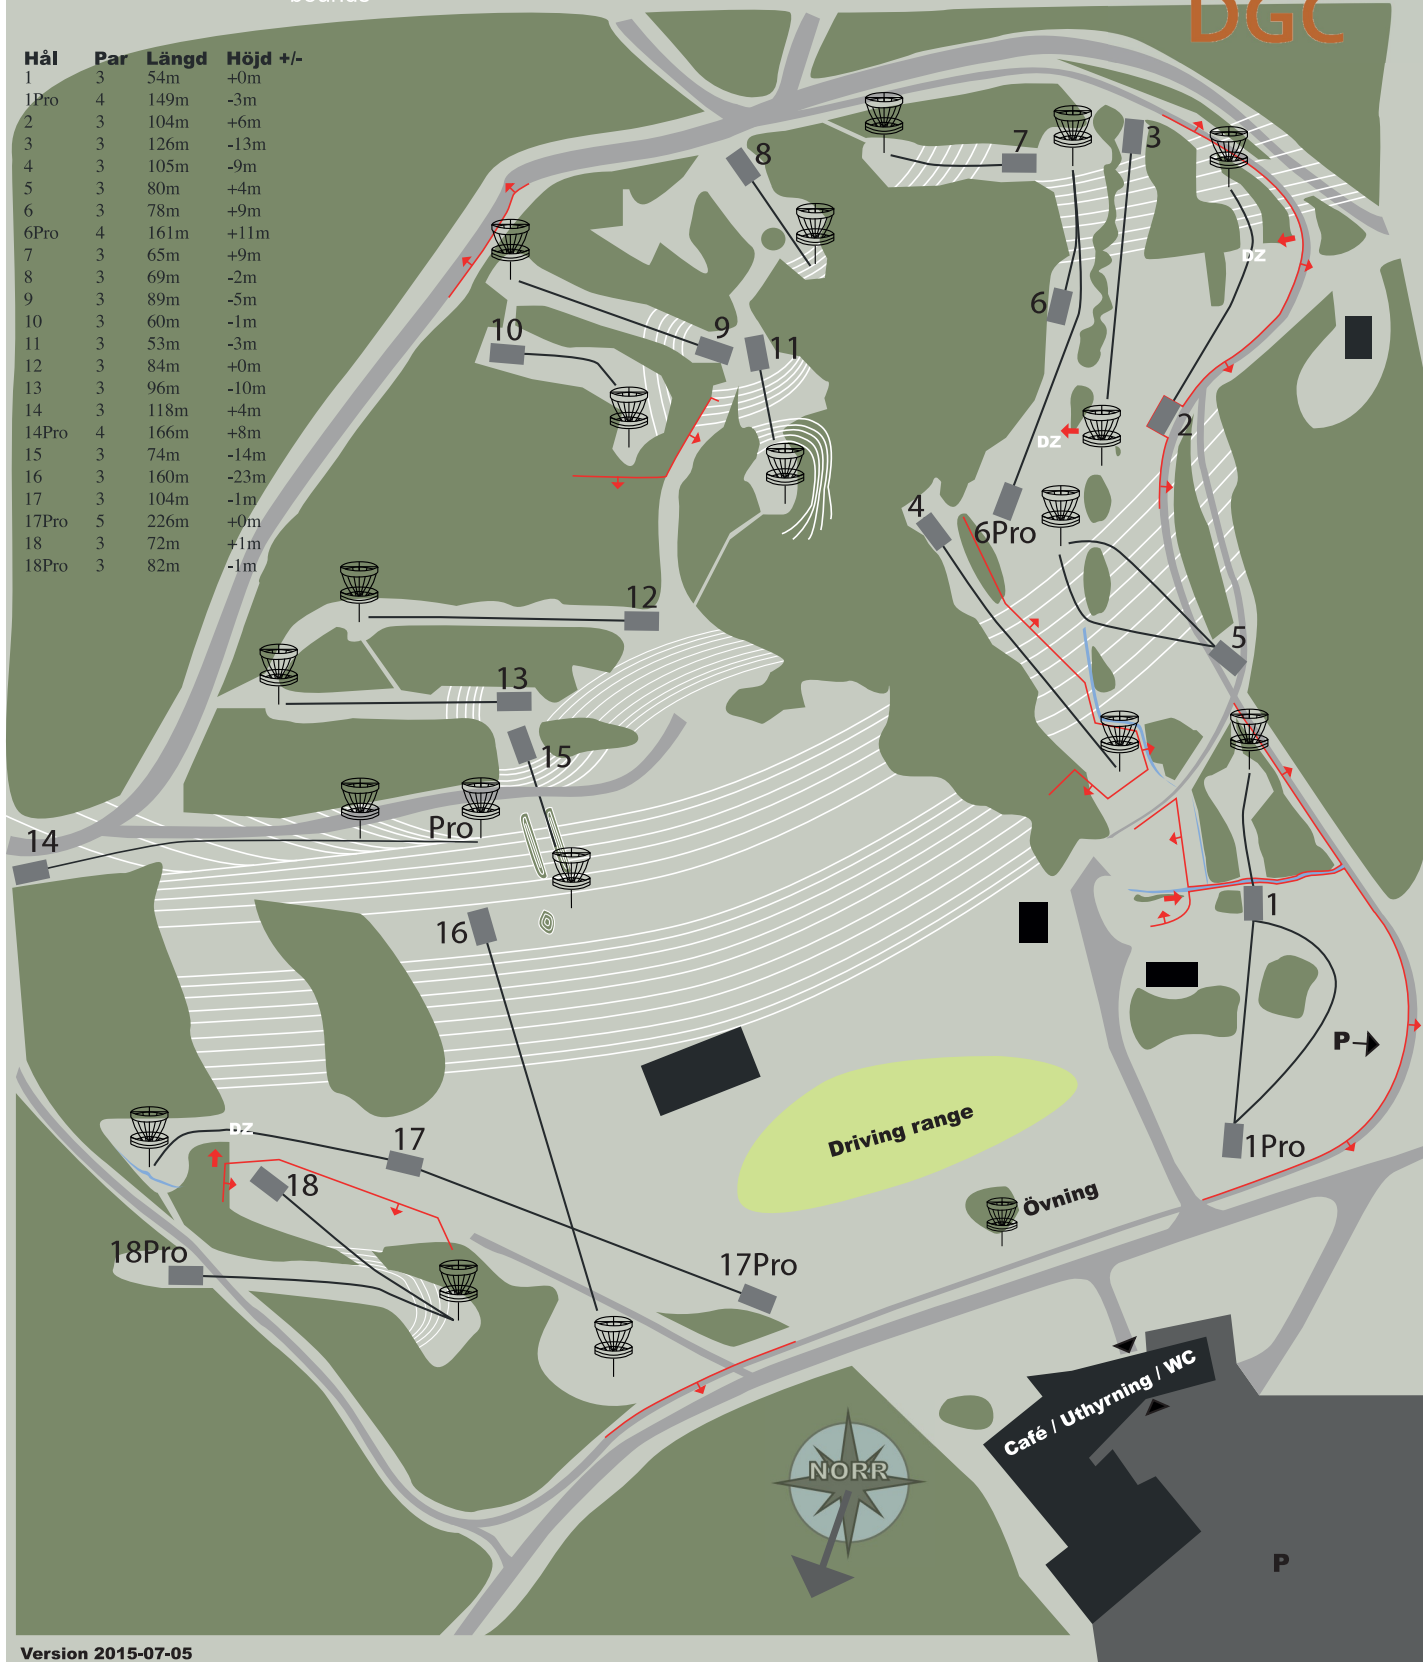 bounds
DGC
Hål Par Längd Höjd +/-
1 3 54m +0m
1Pro 4 149m -3m
2 3 104m +6m
3 3 126m -13m
4 3 105m -9m
5 3 80m +4m
6 3 78m +9m
6Pro 4 161m +11m
7 3 65m +9m
8 3 69m -2m
9 3 89m -5m
10 3 60m -1m
11 3 53m -3m
12 3 84m +0m
13 3 96m -10m
14 3 118m +4m
14Pro 4 166m +8m
15 3 74m -14m
16 3 160m -23m
17 3 104m -1m
17Pro 5 226m +0m
18 3 72m +1m
18Pro 3 82m -1m
7
3
8
DZ
6
10
9
11
2
DZ
4
6Pro
12
5
13
15
Pro
14
1
16
P
DZ
17
Driving range
1Pro
18
Övning
18Pro
17Pro
Café / Uthyrning / WC
NORR
P
Version 2015-07-05